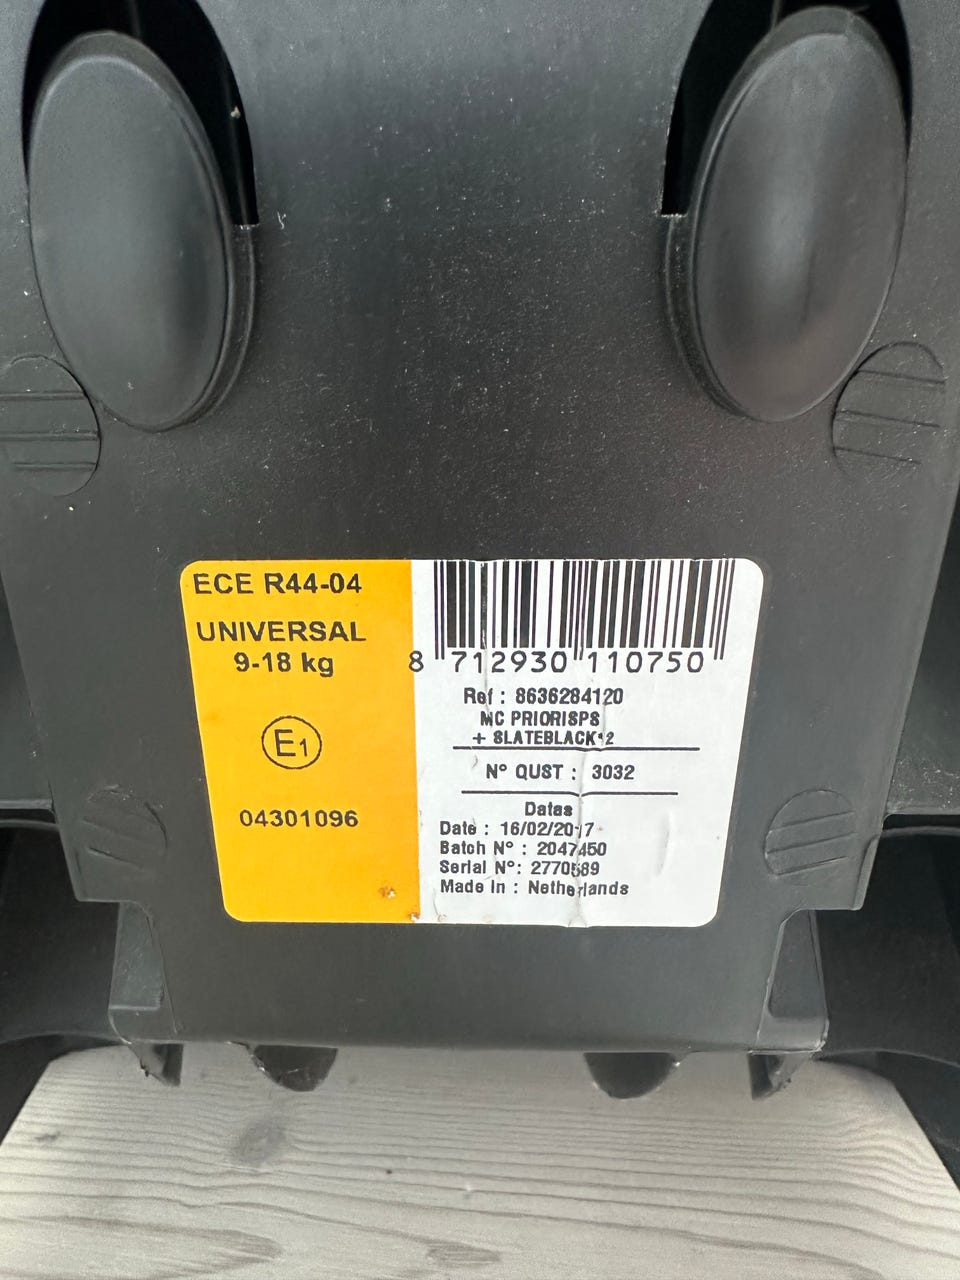 ECE R44-04
UNIVERSAL
9-18 kg
E1
04301096
8 712930 110750
Ref : 8636284120
MC PRIORISPS
+ SLATEBLACK*2
N° QUST : 3032
Datas
Date : 16/02/2017
Batch N° : 2047450
Serial N°: 2770589
Made In : Netherlands